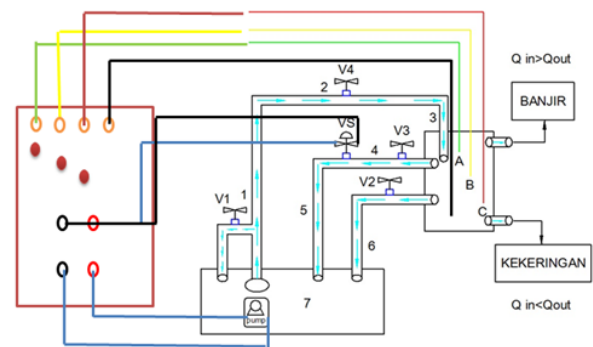 Q in>Qout
V4
2
BANJIR
VS
3
V3
4
A
V2
B
V1
1
C
5
6
KEKERINGAN
7
Q in<Qout
pump